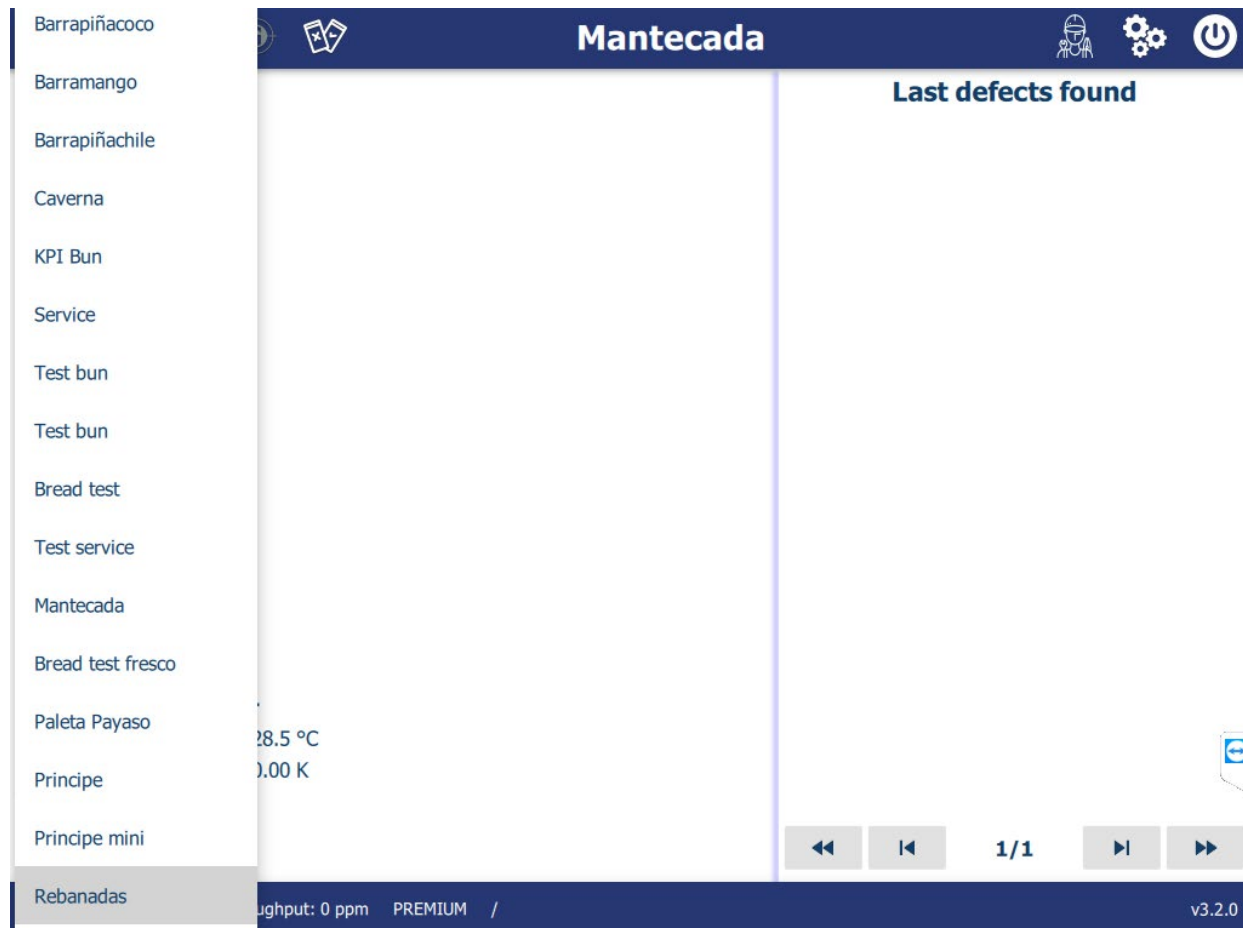 Barrapiñacoco
Barramango
Barrapiñachile
Caverna
KPI Bun
Service
Test bun
Test bun
Bread test
Test service
Mantecada
Bread test fresco
Paleta Payaso
Principe
Principe mini
Rebanadas
Mantecada
28.5 °C
0.00 K
Last defects found
1/1
ughput: 0 ppm PREMIUM /
v3.2.0